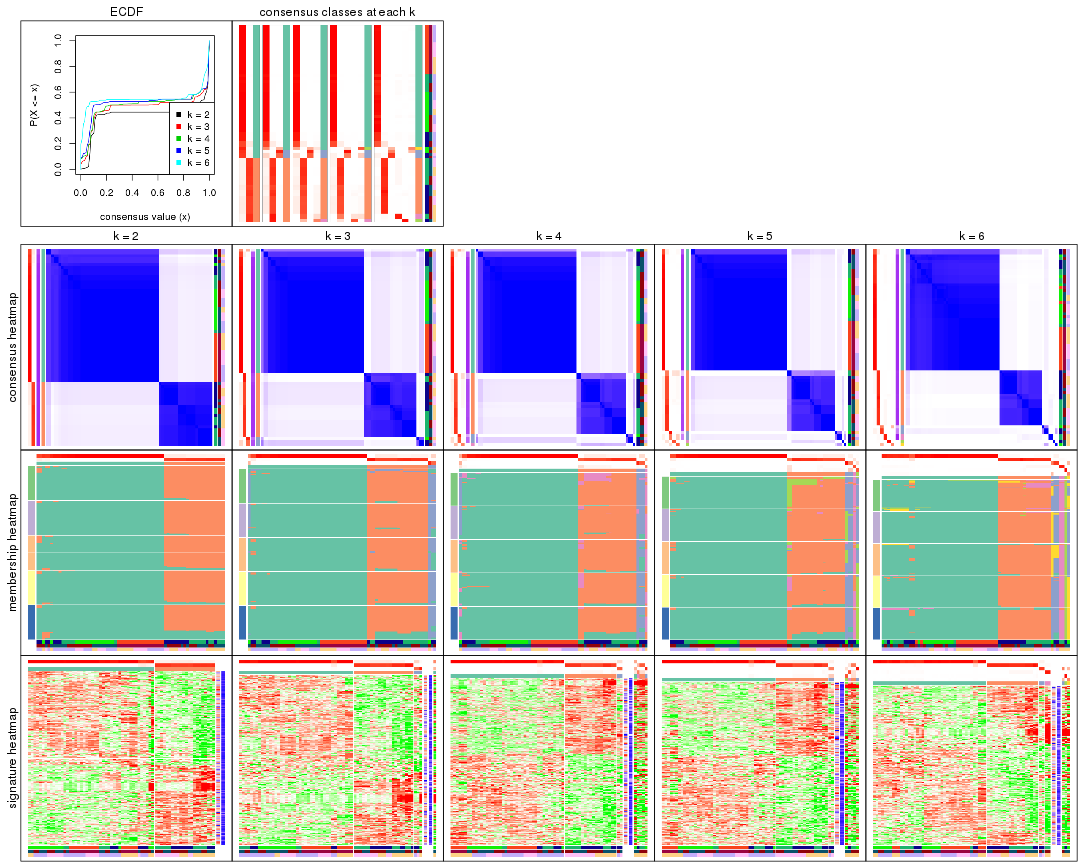 ECDF
consensus classes at each k
P(X <= x)
0.0 0.2 0.4 0.6 0.8 1.0
k = 2
k = 3
k = 4
k = 5
k = 6
0.0 0.2 0.4 0.6 0.8 1.0
consensus value (x)
k = 2
k = 3
k = 4
k = 5
k = 6
consensus heatmap
membership heatmap
signature heatmap